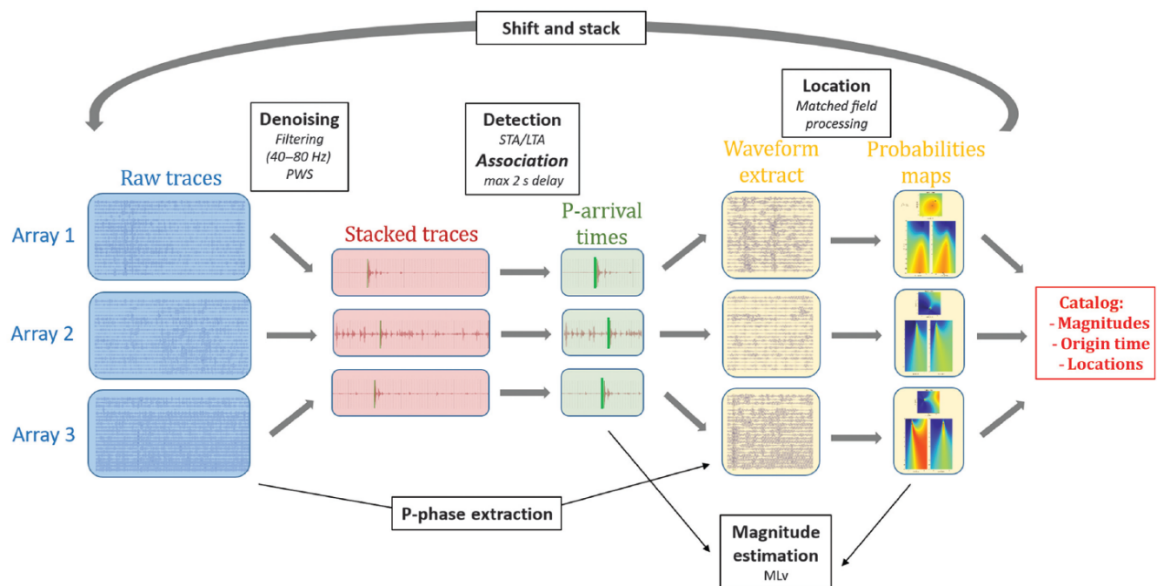 Shift and stack
Location
Matched field
processing
Denoising
Filtering
(40–80 Hz)
PWS
Detection
STA/LTA
Association
max 2 s delay
Waveform
extract
Probabilities
maps
Raw traces
P-arrival
times
Stacked traces
Array 1
Array 2
Array 3
Catalog:
- Magnitudes
- Origin time
- Locations
P-phase extraction
Magnitude
estimation
MLv